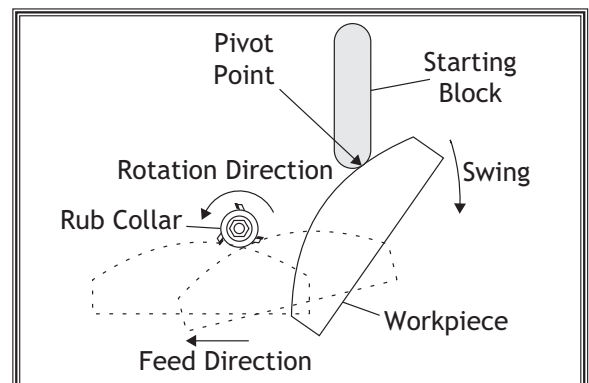 Pivot
Point
Starting
Block
Rotation Direction
Swing
Rub Collar
Workpiece
Feed Direction